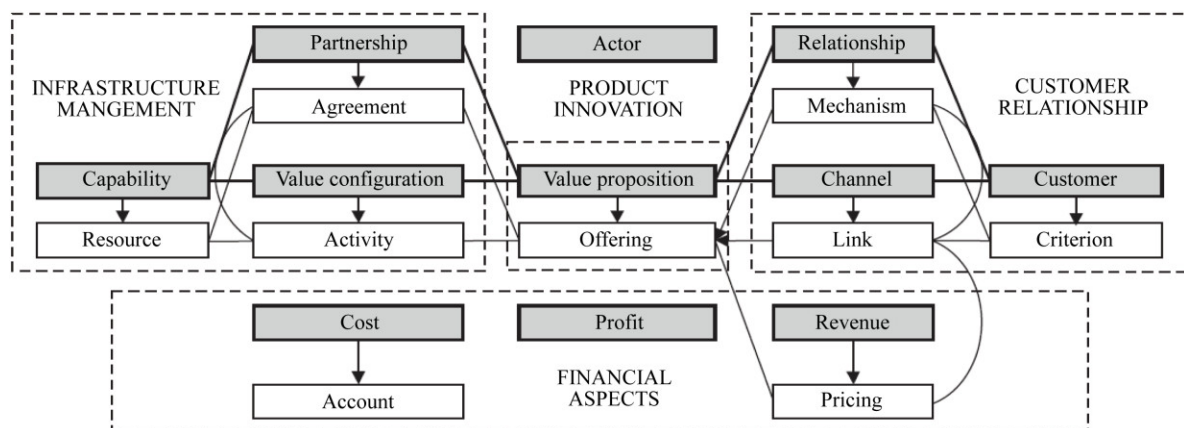 Partnership
Actor
Relationship
INFRASTRUCTURE
MANGEMENT
PRODUCT
INNOVATION
CUSTOMER
RELATIONSHIP
Agreement
Mechanism
Capability
Value configuration
Value proposition
Channel
Customer
Resource
Activity
Offering
Link
Criterion
Cost
Profit
Revenue
FINANCIAL
ASPECTS
Account
Pricing